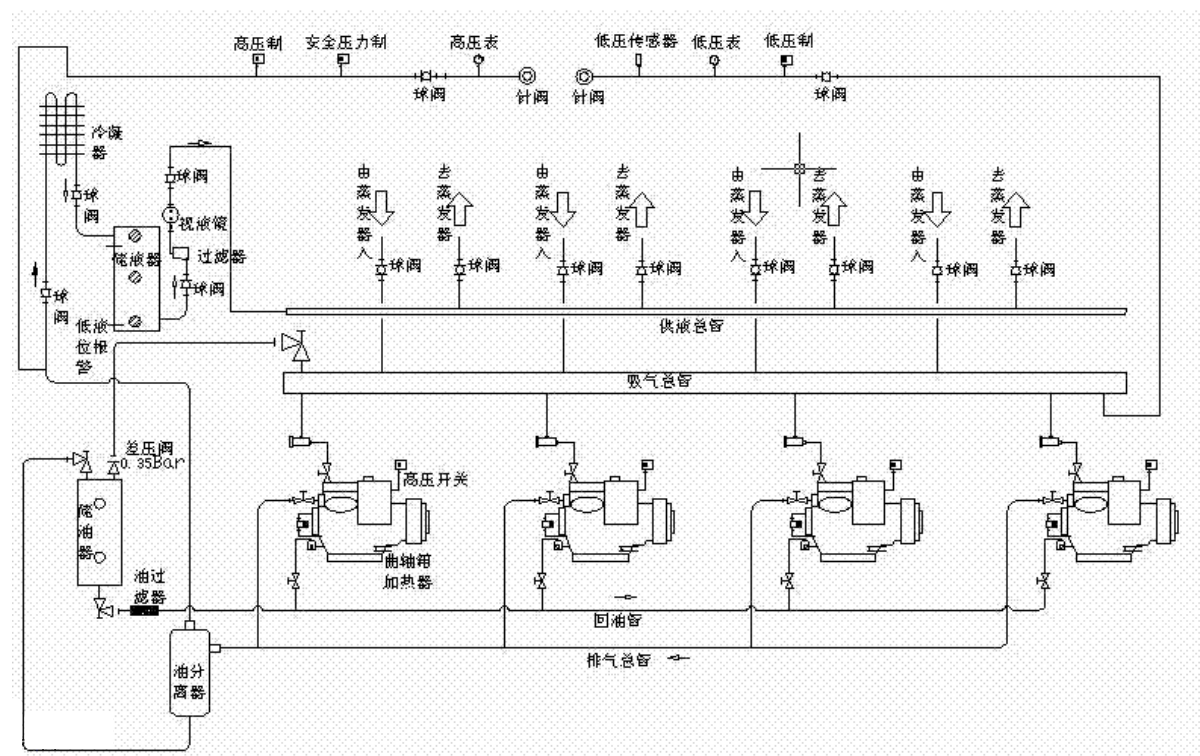 高压制
安全压力制
高压表
低压传感器
低压表
低压制
球阀
针阀
针阀
球阀
冷凝
器
球阀
球
阀
视液镜
过滤器
储液器
球阀
球
阀
低液
位报
警
由
蒸
发
器
入
去
蒸
发
器
由
蒸
发
器
入
去
蒸
发
器
由
蒸
发
器
入
去
蒸
发
器
由
蒸
发
器
入
去
蒸
发
器
球阀
球阀
球阀
球阀
球阀
球阀
球阀
球阀
供液总管
吸气总管
差压阀
0.35Bar
高压开关
储
油
器
曲轴箱
加热器
油过
滤器
回油管
排气总管
油分
离器